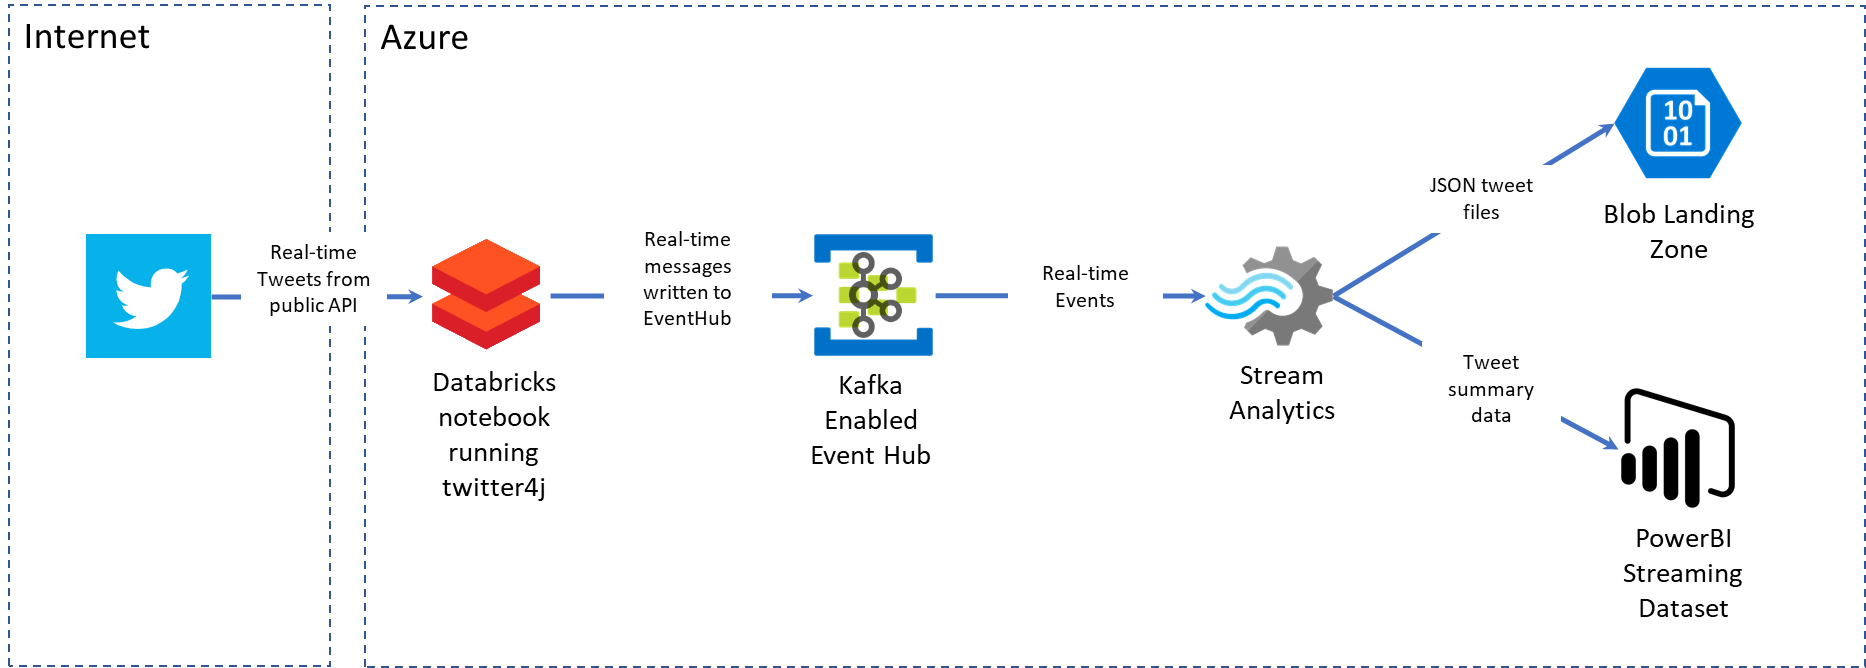 Internet
Azure
Real-time
Tweets from
public API
Databricks
notebook
running
twitter4j
Real-time
messages
written to
EventHub
Kafka
Enabled
Event Hub
Real-time
Events
Stream
Analytics
JSON tweet
files
10
01
Blob Landing
Zone
Tweet
summary
data
PowerBI
Streaming
Dataset